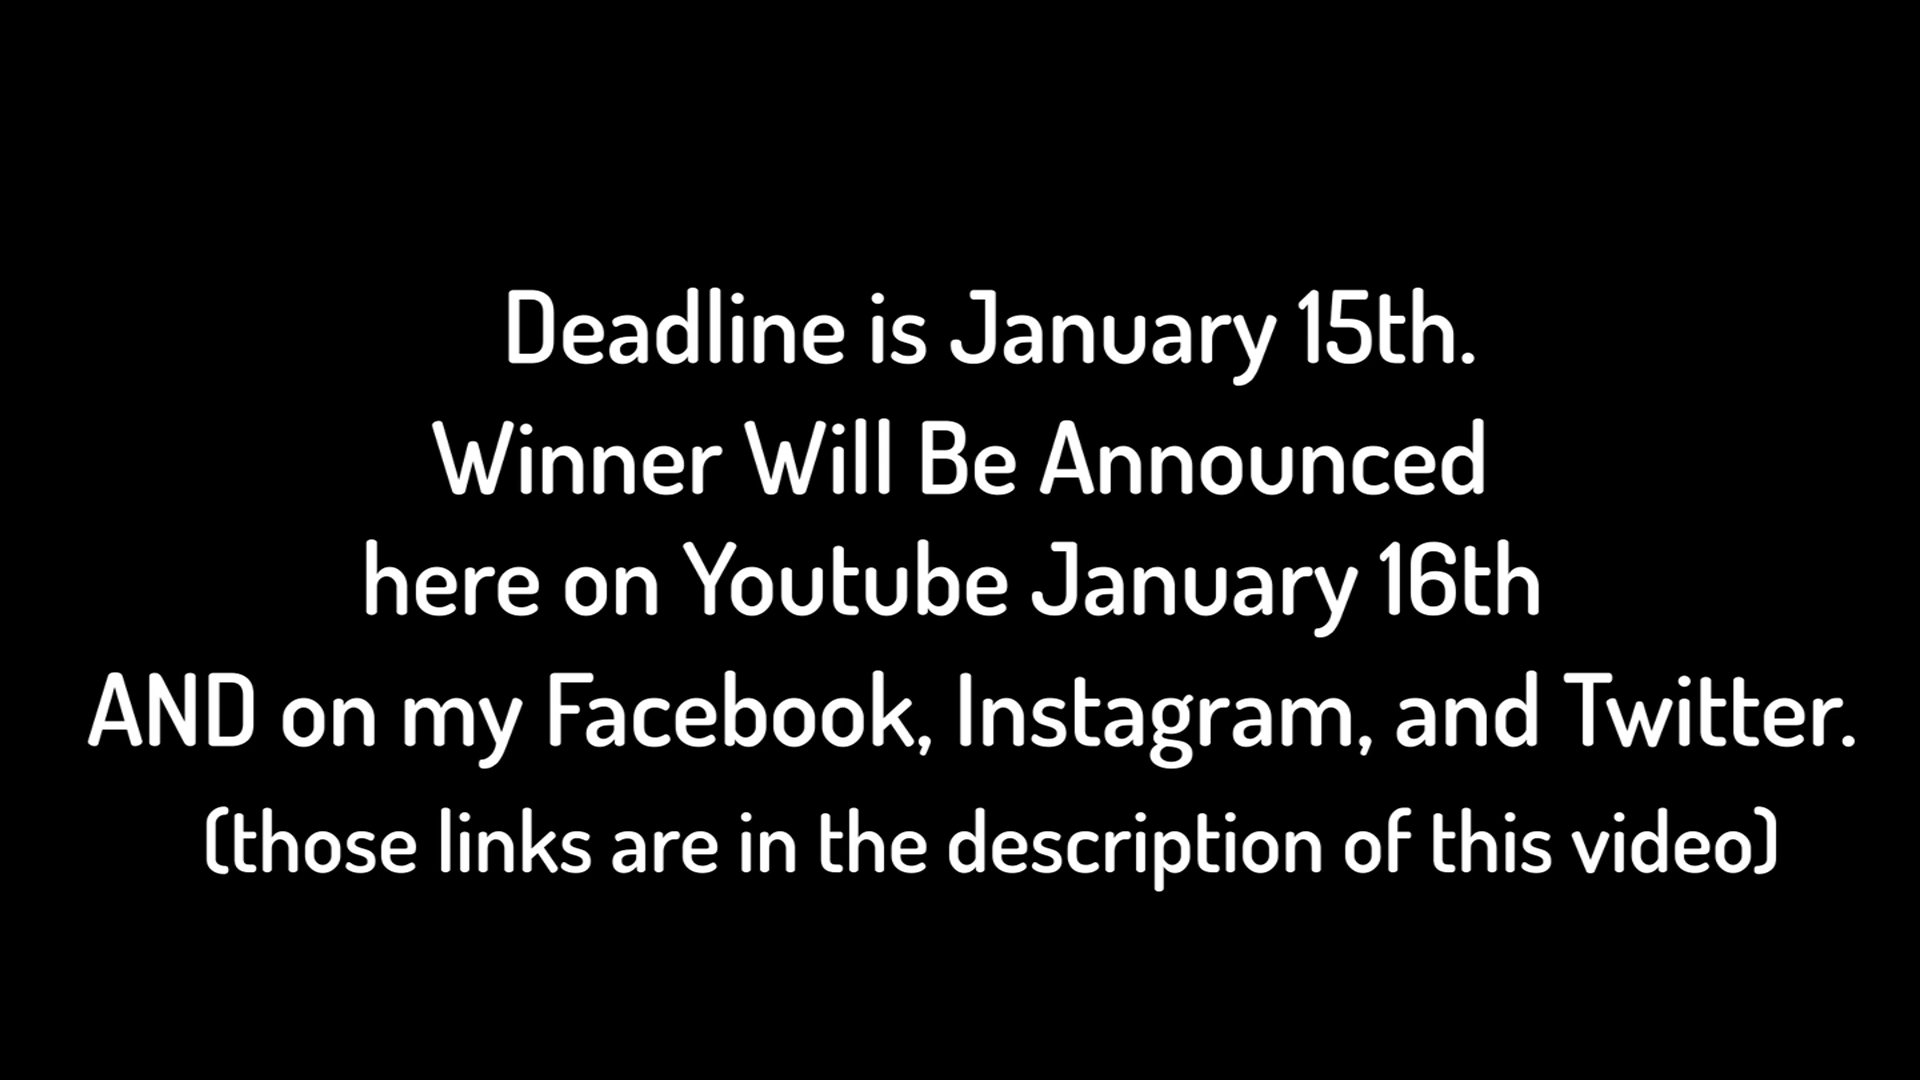 Deadline is January 15th.
Winner Will Be Announced
here on Youtube January 16th
AND on my Facebook, Instagram, and Twitter.
(those links are in the description of this video)